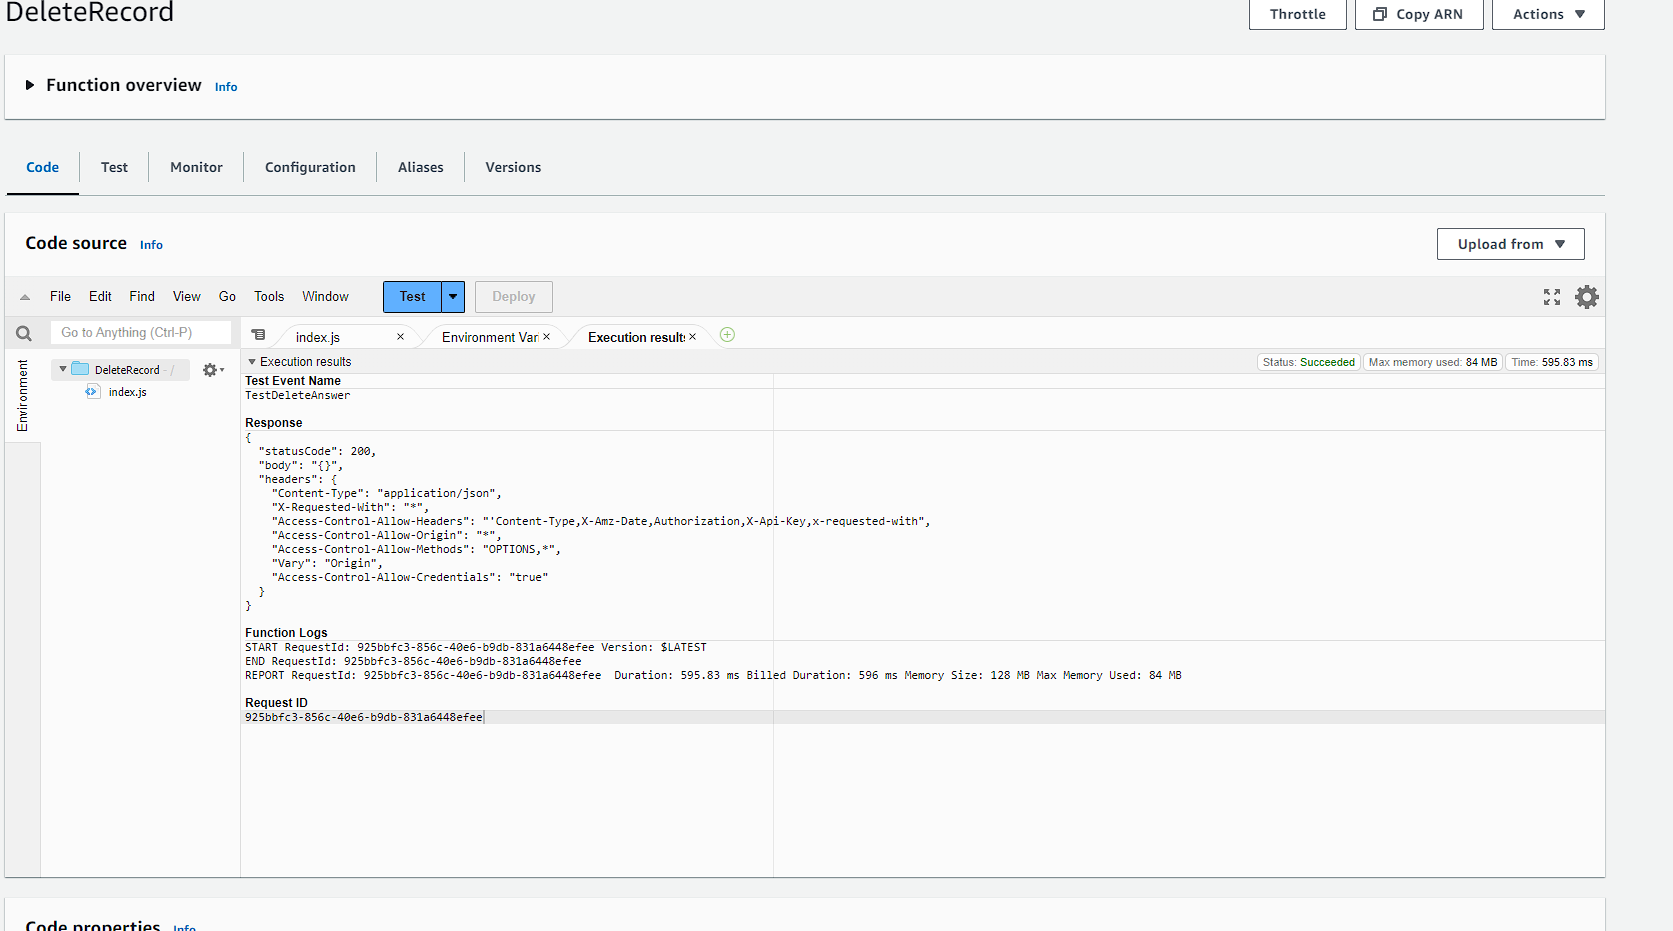 DeleteRecord
Throttle
Copy ARN
Actions
Function overview Info
Code
Test
Monitor
Configuration
Aliases
Versions
Code source Info
Upload from
File Edit Find View Go Tools Window
Test
Deploy
Go to Anything (Ctrl-P)
index.js
Environment Var
Execution results
Environment
DeleteRecord - /
index.js
Execution results
Status: Succeeded
Max memory used: 84 MB
Time: 595.83 ms
Test Event Name
TestDeleteAnswer
Response
{
"statusCode": 200,
"body": "{}",
"headers": {
"Content-Type": "application/json",
"X-Requested-With": "*",
"Access-Control-Allow-Headers": "'Content-Type,X-Amz-Date,Authorization,X-Api-Key,x-requested-with",
"Access-Control-Allow-Origin": "*",
"Access-Control-Allow-Methods": "OPTIONS,*",
"Vary": "Origin",
"Access-Control-Allow-Credentials": "true"
}
}
Function Logs
START RequestId: 925bbfc3-856c-40e6-b9db-831a6448efee Version: $LATEST
END RequestId: 925bbfc3-856c-40e6-b9db-831a6448efee
REPORT RequestId: 925bbfc3-856c-40e6-b9db-831a6448efee Duration: 595.83 ms Billed Duration: 596 ms Memory Size: 128 MB Max Memory Used: 84 MB
Request ID
925bbfc3-856c-40e6-b9db-831a6448efee
Code properties Info